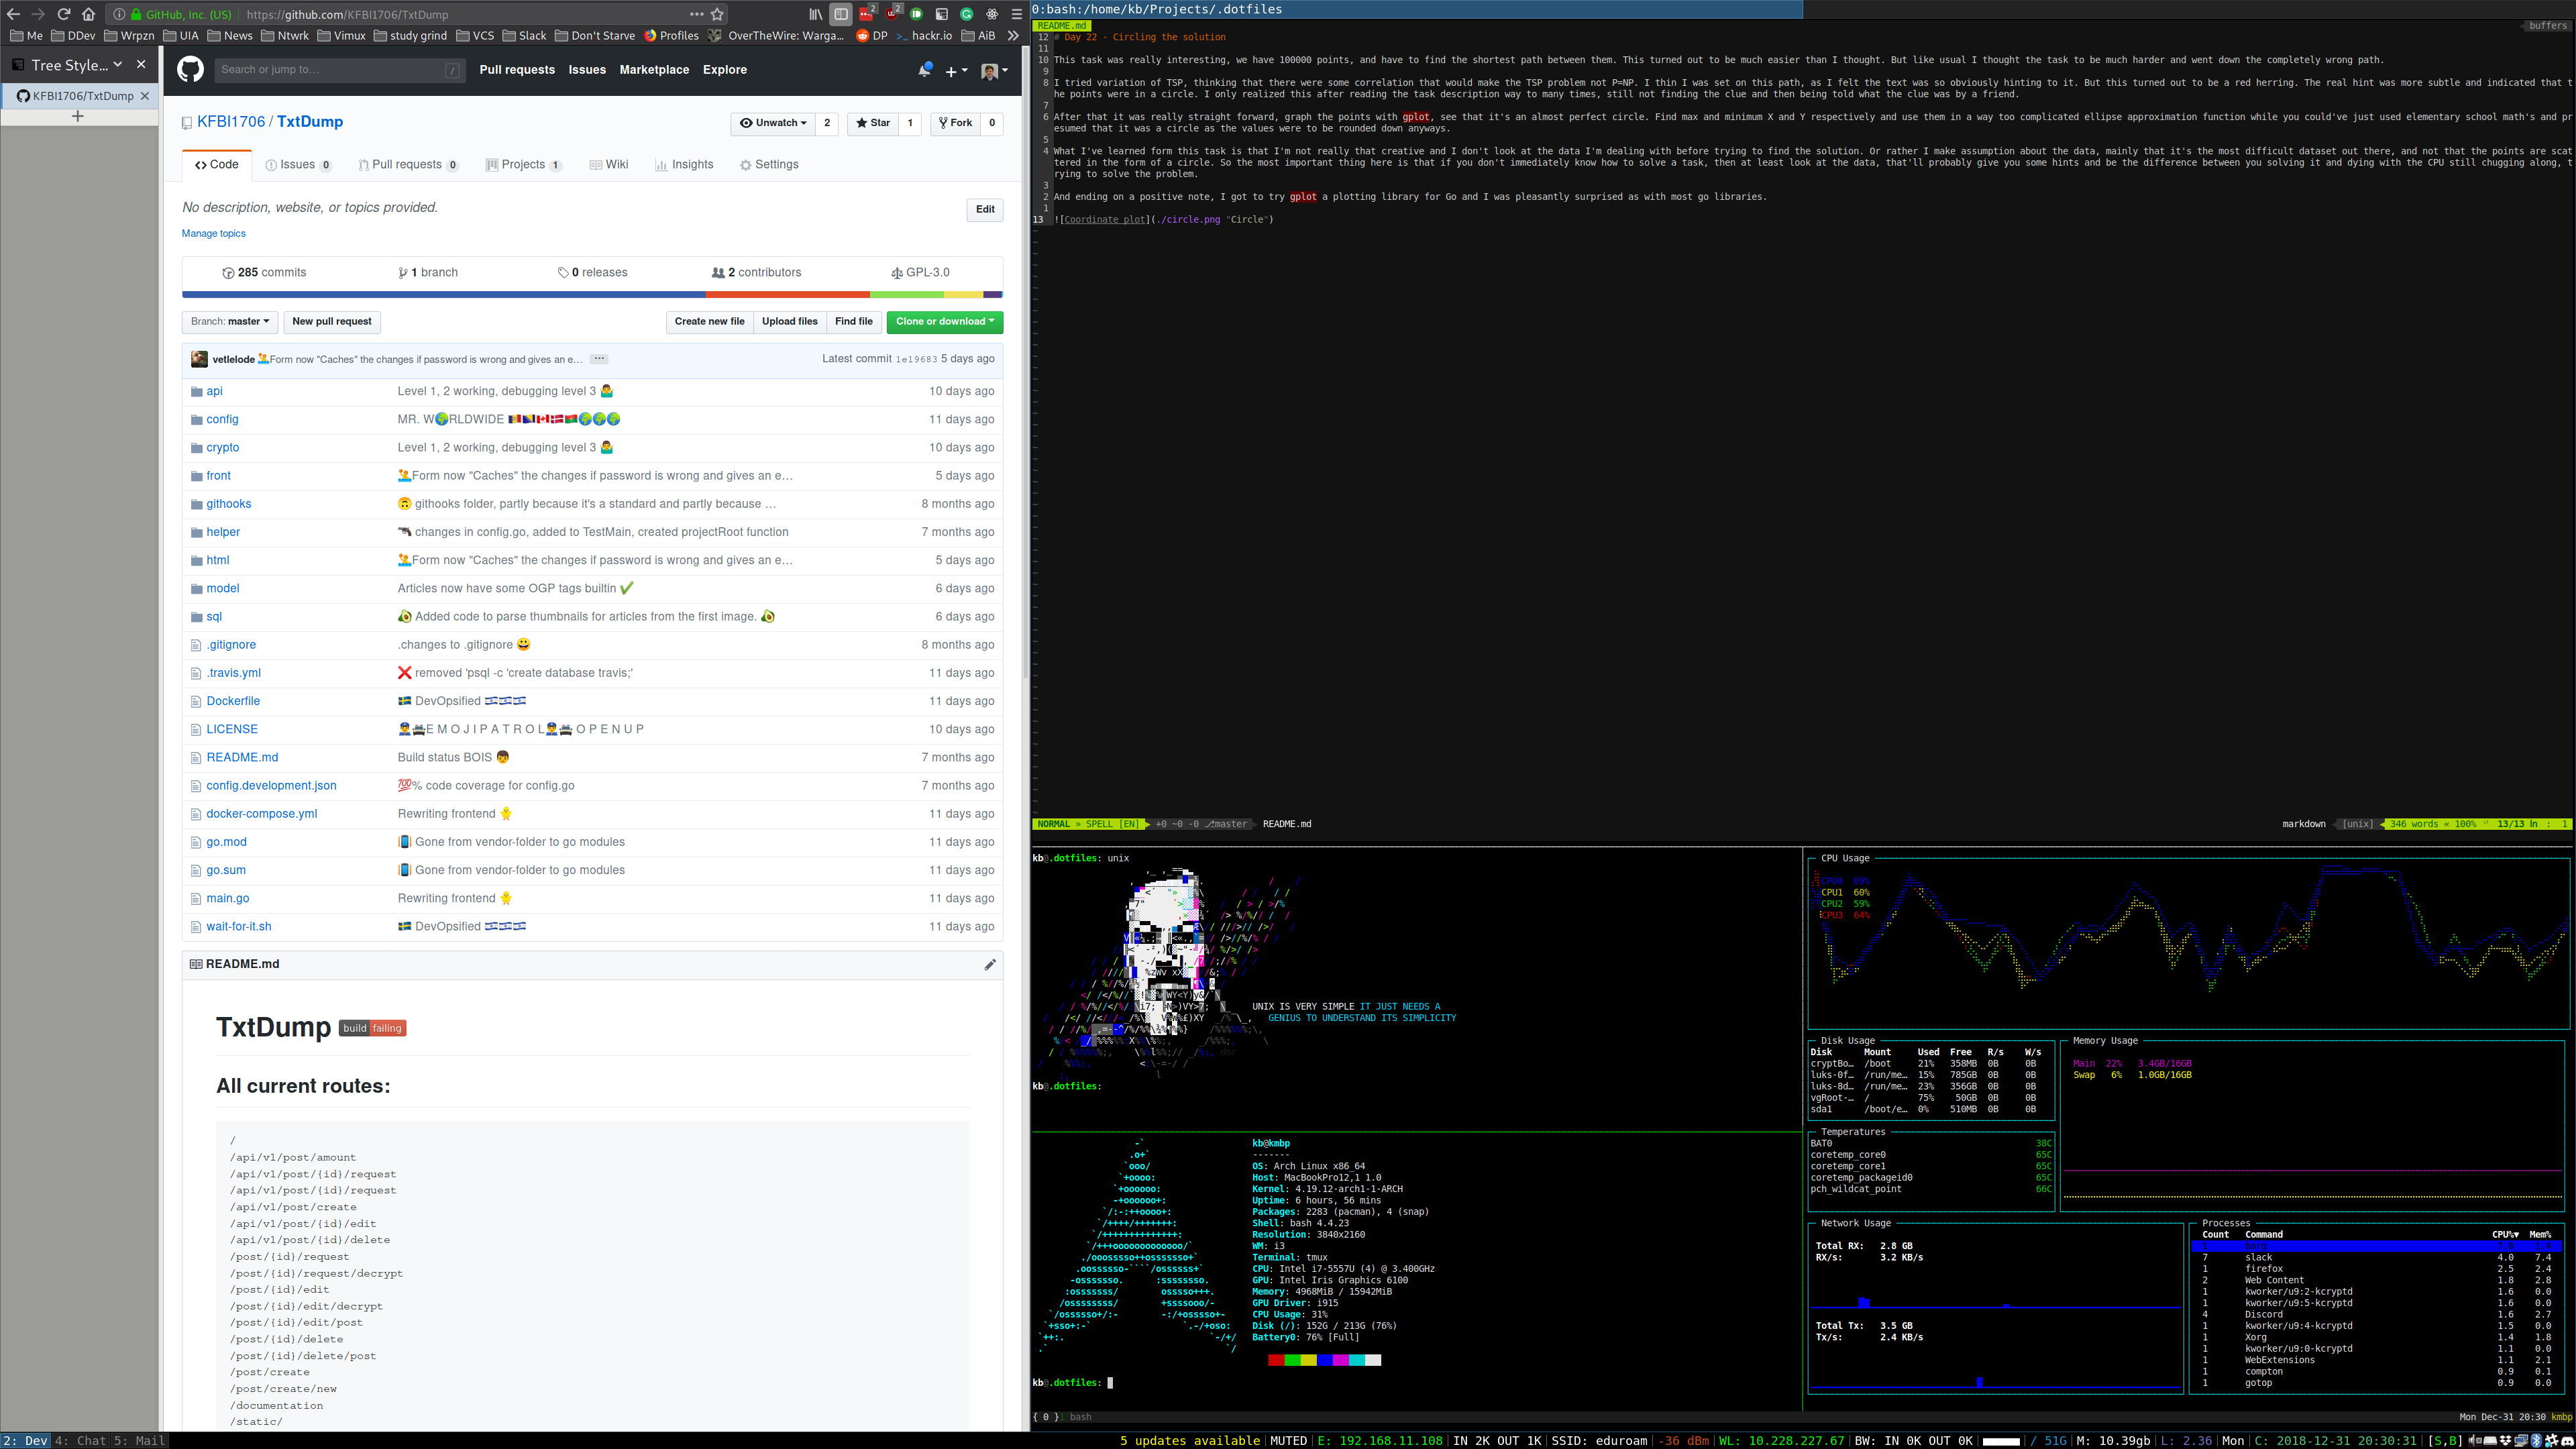 GitHub, Inc. (US) https://github.com/KFBI1706/TxtDump
Me DDev Wrpzn UIA News Ntwrk Vimux study grind VCS Slack Don't Starve Profiles OverTheWire: Warga... DP hackr.io AiB
Tree Style...
KFBI1706/TxtDump
Search or jump to... / Pull requests Issues Marketplace Explore
KFBI1706 / TxtDump
Unwatch 2 Star 1 Fork 0
Code Issues 0 Pull requests 0 Projects 1 Wiki Insights Settings
No description, website, or topics provided.
Edit
Manage topics
285 commits 1 branch 0 releases 2 contributors GPL-3.0
Branch: master New pull request Create new file Upload files Find file Clone or download
vetlelode Form now "Caches" the changes if password is wrong and gives an e... Latest commit 1e19683 5 days ago
api Level 1, 2 working, debugging level 3 10 days ago
config MR. W🌍RLDWIDE 11 days ago
crypto Level 1, 2 working, debugging level 3 10 days ago
front Form now "Caches" the changes if password is wrong and gives an e... 5 days ago
githooks githooks folder, partly because it's a standard and partly because ... 8 months ago
helper changes in config.go, added to TestMain, created projectRoot function 7 months ago
html Form now "Caches" the changes if password is wrong and gives an e... 5 days ago
model Articles now have some OGP tags builtin 6 days ago
sql Added code to parse thumbnails for articles from the first image. 6 days ago
.gitignore .changes to .gitignore 8 months ago
.travis.yml removed 'psql -c 'create database travis;' 11 days ago
Dockerfile DevOpsified 11 days ago
LICENSE E M O J I P A T R O L O P E N U P 10 days ago
README.md Build status BOIS 7 months ago
config.development.json 💯% code coverage for config.go 7 months ago
docker-compose.yml Rewriting frontend 11 days ago
go.mod Gone from vendor-folder to go modules 11 days ago
go.sum Gone from vendor-folder to go modules 11 days ago
main.go Rewriting frontend 11 days ago
wait-for-it.sh DevOpsified 11 days ago
README.md
TxtDump build failing
All current routes:
/
/api/v1/post/amount
/api/v1/post/{id}/request
/api/v1/post/{id}/request
/api/v1/post/create
/api/v1/post/{id}/edit
/api/v1/post/{id}/delete
/post/{id}/request
/post/{id}/request/decrypt
/post/{id}/edit
/post/{id}/edit/decrypt
/post/{id}/edit/post
/post/{id}/delete
/post/{id}/delete/post
/post/create
/post/create/new
/documentation
/static/
0:bash:/home/kb/Projects/.dotfiles
README.md buffers
12 # Day 22 - Circling the solution
11
10 This task was really interesting, we have 100000 points, and have to find the shortest path between them. This turned out to be much easier than I thought. But like usual I thought the task to be much harder and went down the completely wrong path.
9
8 I tried variation of TSP, thinking that there were some correlation that would make the TSP problem not P=NP. I thin I was set on this path, as I felt the text was so obviously hinting to it. But this turned out to be a red herring. The real hint was more subtle and indicated that t
he points were in a circle. I only realized this after reading the task description way to many times, still not finding the clue and then being told what the clue was by a friend.
7
6 After that it was really straight forward, graph the points with gplot, see that it's an almost perfect circle. Find max and minimum X and Y respectively and use them in a way too complicated ellipse approximation function while you could've just used elementary school math's and pr
esumed that it was a circle as the values were to be rounded down anyways.
5
4 What I've learned form this task is that I'm not really that creative and I don't look at the data I'm dealing with before trying to find the solution. Or rather I make assumption about the data, mainly that it's the most difficult dataset out there, and not that the points are scat
tered in the form of a circle. So the most important thing here is that if you don't immediately know how to solve a task, then at least look at the data, that'll probably give you some hints and be the difference between you solving it and dying with the CPU still chugging along, t
rying to solve the problem.
3
2 And ending on a positive note, I got to try gplot a plotting library for Go and I was pleasantly surprised as with most go libraries.
1
13 ![Coordinate plot](./circle.png "Circle")
NORMAL » SPELL [EN] +0 ~0 -0 master README.md markdown [unix] 346 words « 100% 13/13 ln : 1
kb@.dotfiles: unix
UNIX IS VERY SIMPLE IT JUST NEEDS A
GENIUS TO UNDERSTAND ITS SIMPLICITY
kb@.dotfiles:
kb@kmbp
-------
OS: Arch Linux x86_64
Host: MacBookPro12,1 1.0
Kernel: 4.19.12-arch1-1-ARCH
Uptime: 6 hours, 56 mins
Packages: 2283 (pacman), 4 (snap)
Shell: bash 4.4.23
Resolution: 3840x2160
WM: i3
Terminal: tmux
CPU: Intel i7-5557U (4) @ 3.400GHz
GPU: Intel Iris Graphics 6100
Memory: 4968MiB / 15942MiB
GPU Driver: i915
CPU Usage: 31%
Disk (/): 152G / 213G (76%)
Battery0: 76% [Full]
kb@.dotfiles:
CPU Usage
CPU1 60%
CPU2 59%
CPU3 64%
Disk Usage
Disk Mount Used Free R/s W/s
cryptBo… /boot 21% 358MB 0B 0B
luks-0f… /run/me… 15% 785GB 0B 0B
luks-8d… /run/me… 23% 356GB 0B 0B
vgRoot-… / 75% 50GB 0B 0B
sda1 /boot/e… 0% 510MB 0B 0B
Memory Usage
Main 22% 3.4GB/16GB
Swap 6% 1.0GB/16GB
Temperatures
BAT0 38C
coretemp_core0 65C
coretemp_core1 65C
coretemp_packageid0 65C
pch_wildcat_point 66C
Network Usage
Total RX: 2.8 GB
RX/s: 3.2 KB/s
Total Tx: 3.5 GB
Tx/s: 2.4 KB/s
Processes
Count Command CPU%▼ Mem%
7 slack 4.0 7.4
1 firefox 2.5 2.4
2 Web Content 1.8 2.8
1 kworker/u9:2-kcryptd 1.6 0.0
1 kworker/u9:5-kcryptd 1.6 0.0
4 Discord 1.6 2.7
1 kworker/u9:4-kcryptd 1.5 0.0
1 Xorg 1.4 1.8
1 kworker/u9:0-kcryptd 1.1 0.0
1 WebExtensions 1.1 2.1
1 compton 0.9 0.1
1 gotop 0.9 0.0
{ 0 } 1 bash Mon Dec-31 20:30 kmbp
2: Dev 4: Chat 5: Mail 5 updates available MUTED E: 192.168.11.108 IN 2K OUT 1K SSID: eduroam -36 dBm WL: 10.228.227.67 BW: IN 0K OUT 0K / 51G M: 10.39gb L: 2.36 Mon C: 2018-12-31 20:30:31 [S,B]